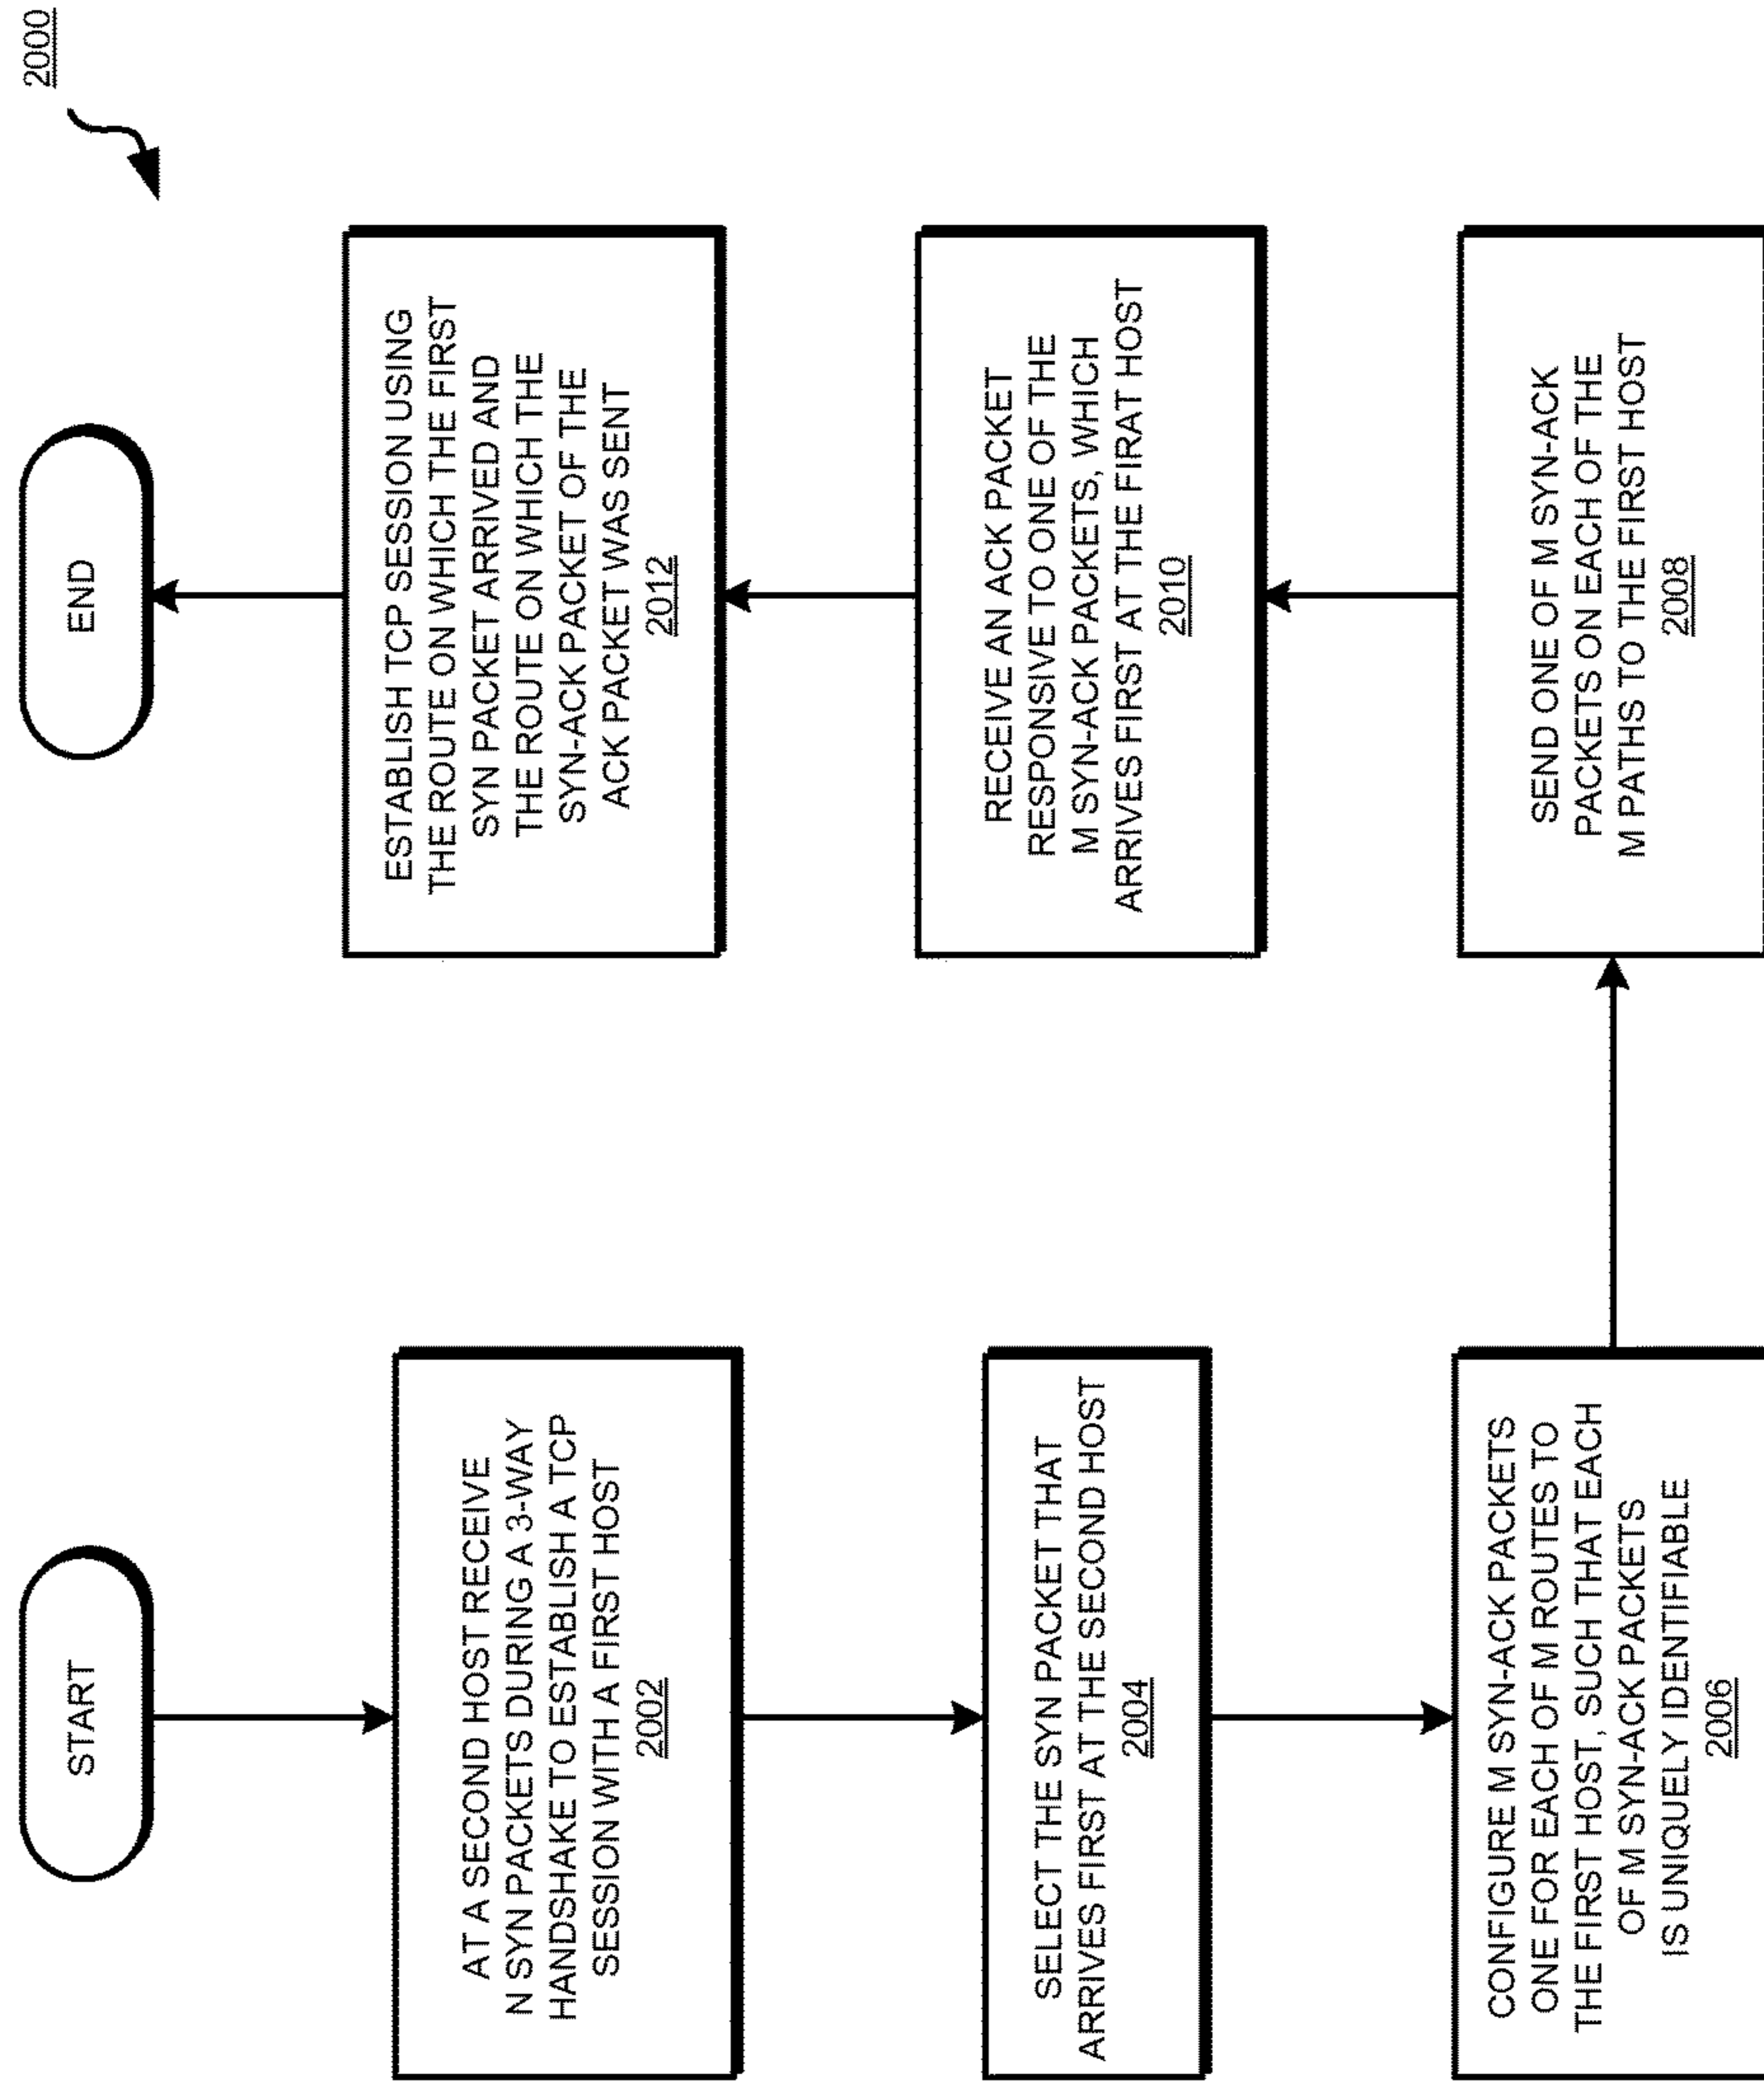 2000
START
AT A SECOND HOST RECEIVE
N SYN PACKETS DURING A 3-WAY
HANDSHAKE TO ESTABLISH A TCP
SESSION WITH A FIRST HOST
2002
SELECT THE SYN PACKET THAT
ARRIVES FIRST AT THE SECOND HOST
2004
CONFIGURE M SYN-ACK PACKETS
ONE FOR EACH OF M ROUTES TO
THE FIRST HOST, SUCH THAT EACH
OF M SYN-ACK PACKETS
IS UNIQUELY IDENTIFIABLE
2006
SEND ONE OF M SYN-ACK
PACKETS ON EACH OF THE
M PATHS TO THE FIRST HOST
2008
RECEIVE AN ACK PACKET
RESPONSIVE TO ONE OF THE
M SYN-ACK PACKETS, WHICH
ARRIVES FIRST AT THE FIRAT HOST
2010
ESTABLISH TCP SESSION USING
THE ROUTE ON WHICH THE FIRST
SYN PACKET ARRIVED AND
THE ROUTE ON WHICH THE
SYN-ACK PACKET OF THE
ACK PACKET WAS SENT
2012
END